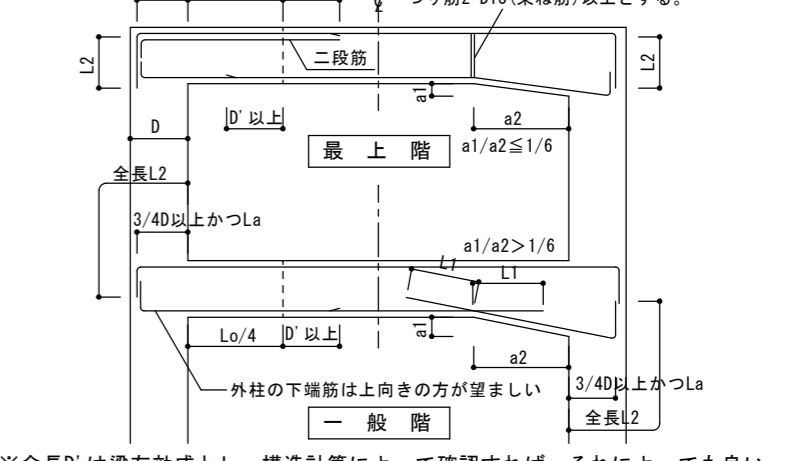 L2
二段筋
L2
a1
D
D'以上
a2
最上階
a1/a2≦1/6
全長L2
3/4D以上かつLa
a1/a2>1/6
L1
L1
Lo/4
D'以上
a1
a2
外柱の下端筋は上向きの方が望ましい
3/4D以上かつLa
全長L2
一般階